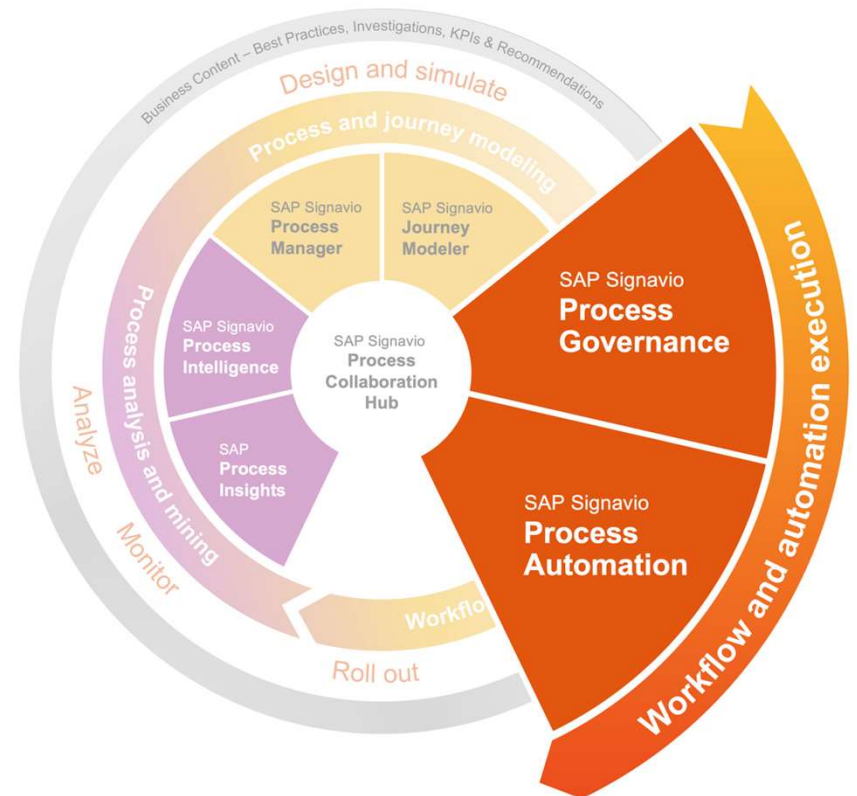 Business Content – Best Practices, Investigations, KPIs & Recommendations
Design and simulate
Process and journey modeling
SAP Signavio
Process
Manager
SAP Signavio
Journey
Modeler
SAP Signavio
Process
Governance
Workflow and automation execution
SAP Signavio
Process
Intelligence
SAP Signavio
Process
Collaboration
Hub
Process analysis and mining
Analyze
SAP
Process
Insights
SAP Signavio
Process
Automation
Monitor
Workflo
Roll out